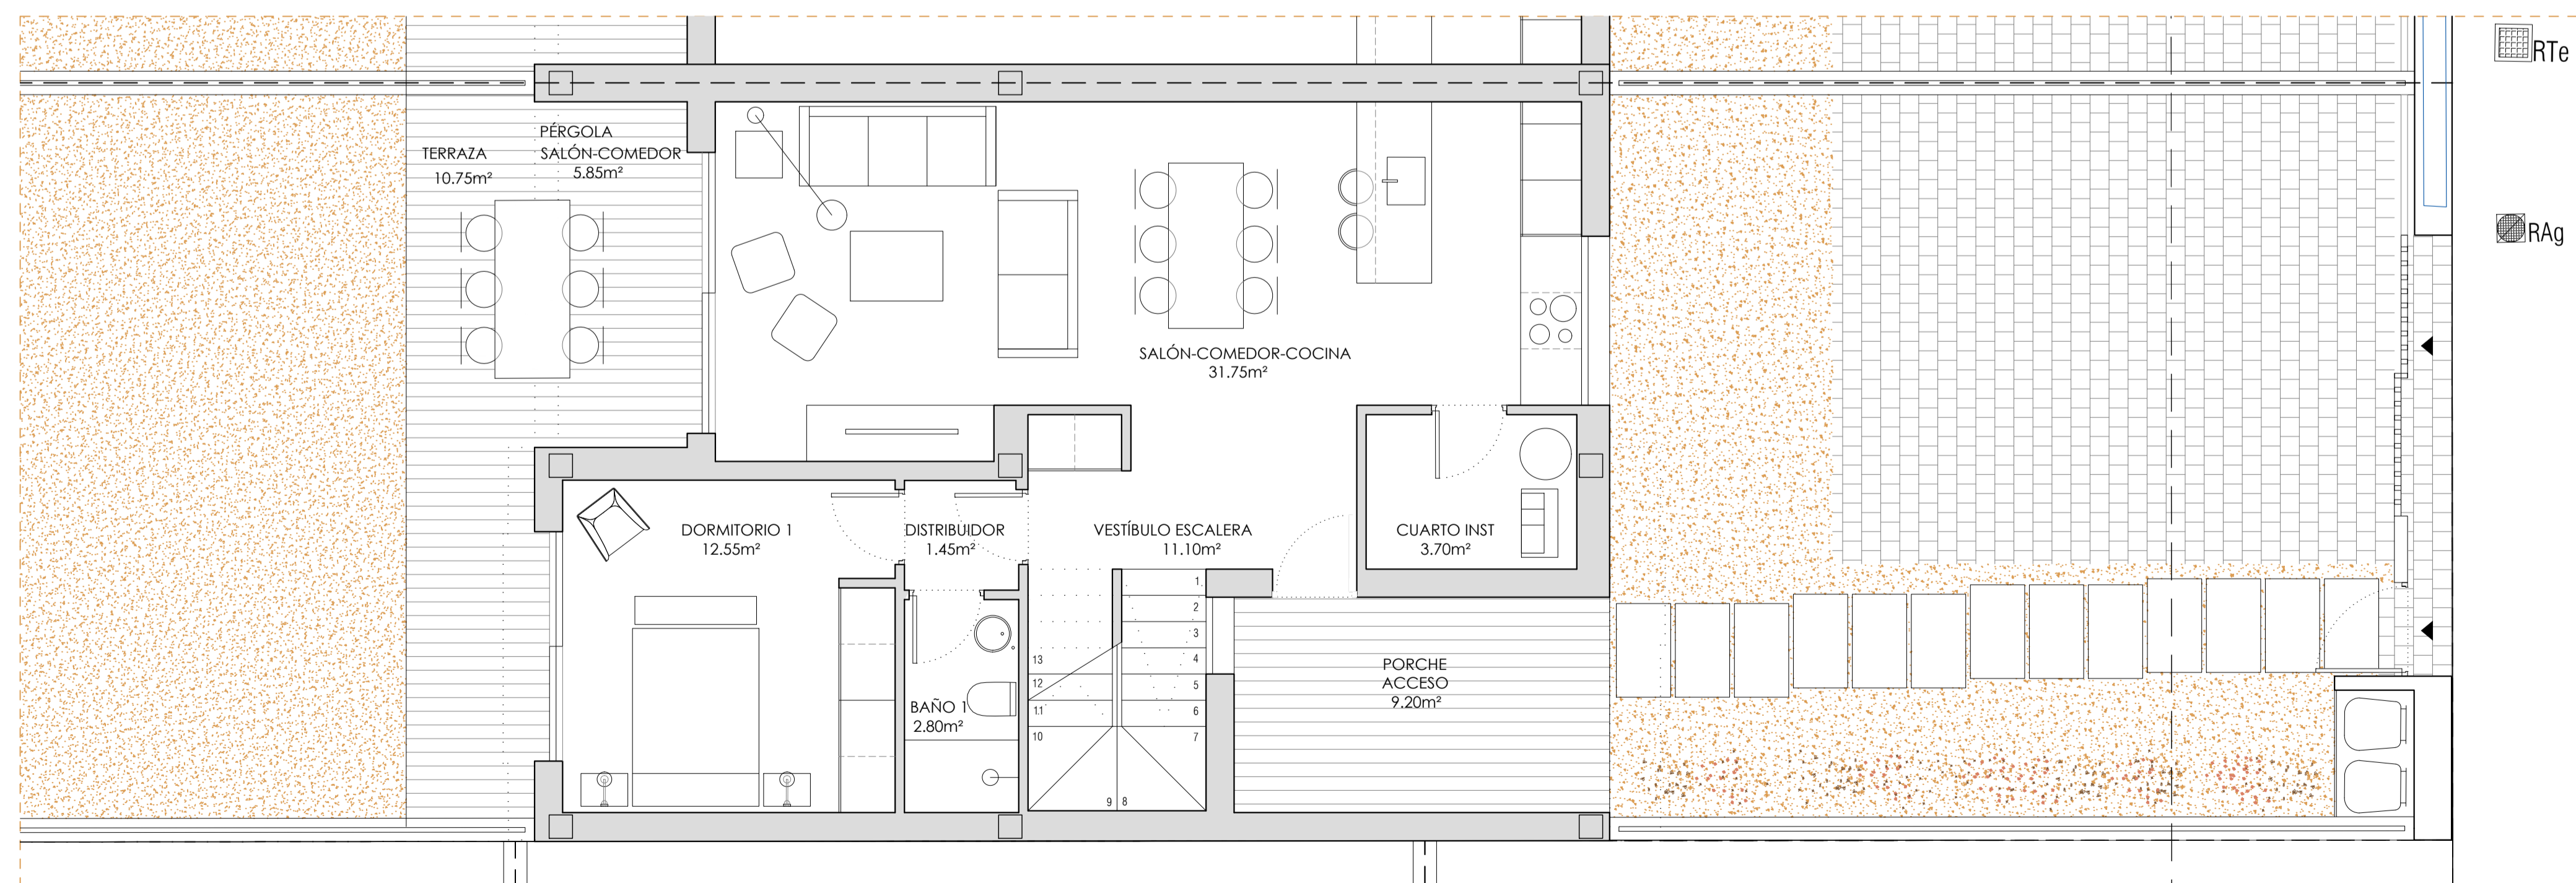 RTe
PÉRGOLA
SALÓN-COMEDOR
5.85m²
TERRAZA
10.75m²
RAg
SALÓN-COMEDOR-COCINA
31.75m²
DORMITORIO 1
12.55m²
DISTRIBUIDOR
1.45m²
VESTÍBULO ESCALERA
11.10m²
CUARTO INST
3.70m²
1
2
3
4
5
6
7
13
12
11
10
9
8
BAÑO 1
2.80m²
PORCHE
ACCESO
9.20m²